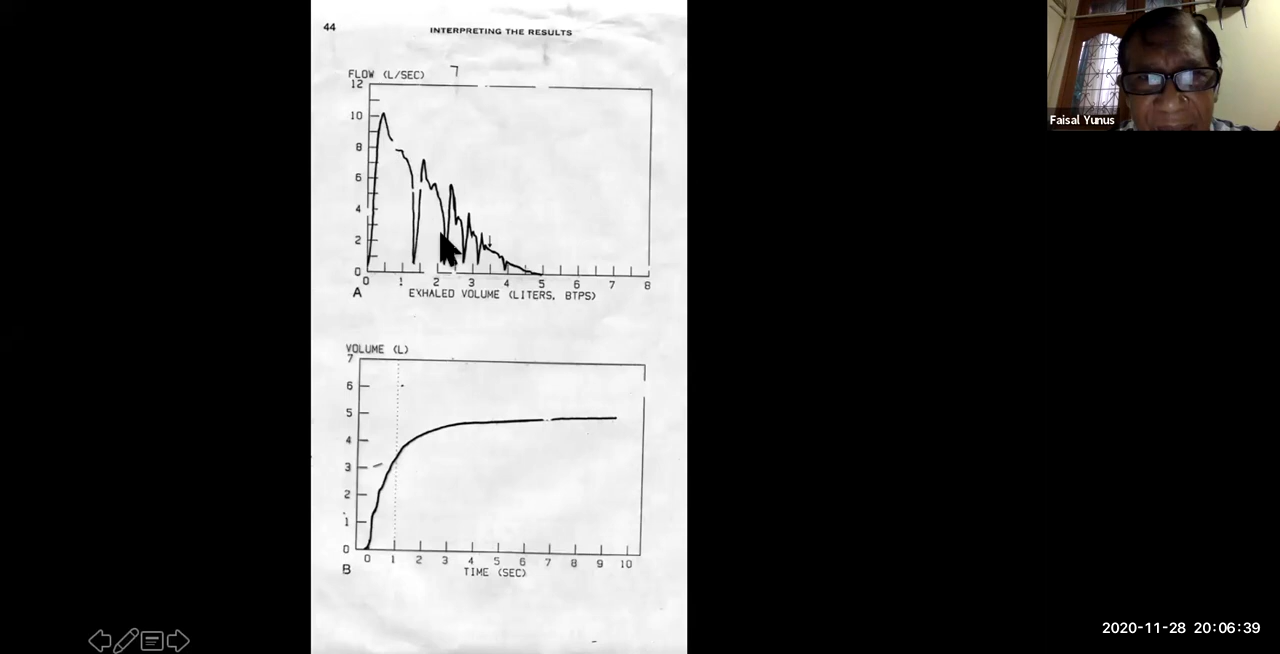 44
INTERPRETING THE RESULTS
FLOW (L/SEC)
12
10
8
6
4
2
0
0 1 2 3 4 5 6 7 8
A
EXHALED VOLUME (LITERS, BTPS)
VOLUME (L)
7
6
5
4
3
2
1
0
0 1 2 3 4 5 6 7 8 9 10
B
TIME (SEC)
Faisal Yunus
2020-11-28 20:06:39